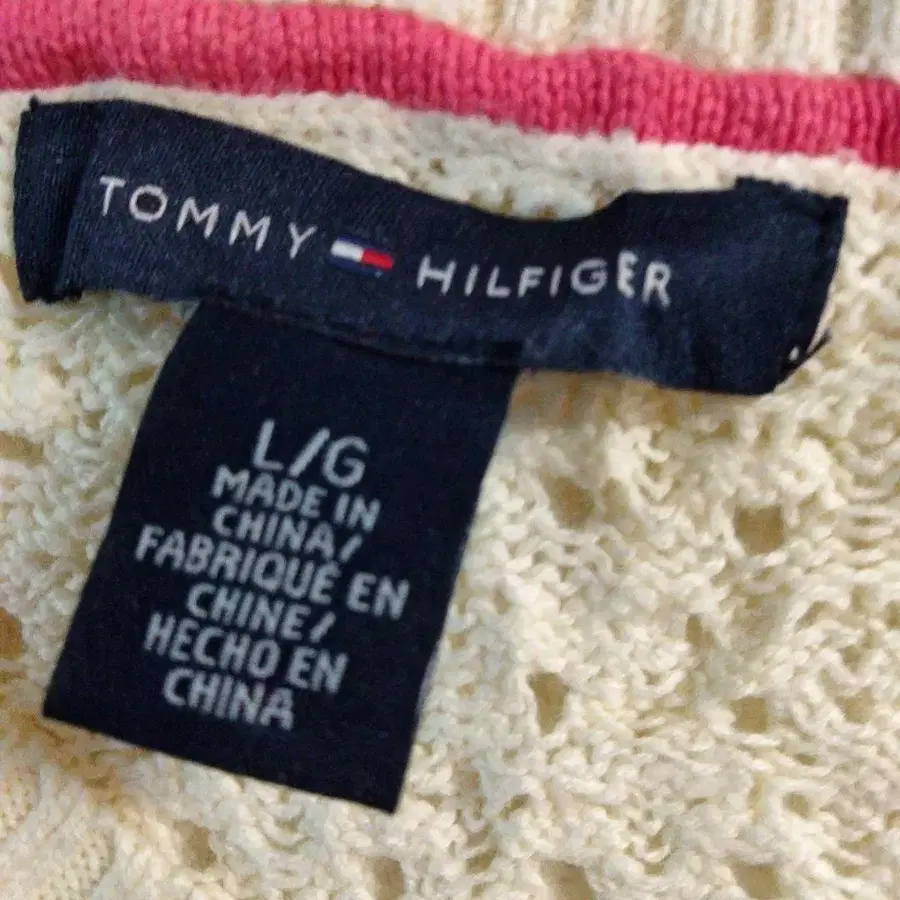 TOMMY HILFIGER
L/G
MADE IN
CHINA/
FABRIQUÉ EN
CHINE/
HECHO EN
CHINA